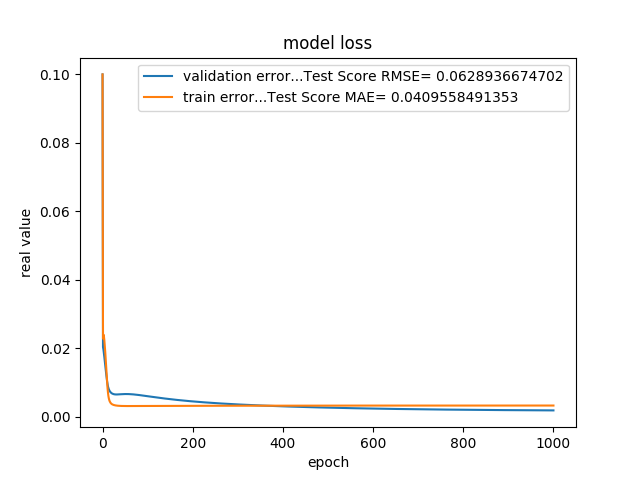 model loss
validation error...Test Score RMSE= 0.0628936674702
train error...Test Score MAE= 0.0409558491353
0.10
0.08
0.06
0.04
0.02
0.00
real value
0 200 400 600 800 1000
epoch